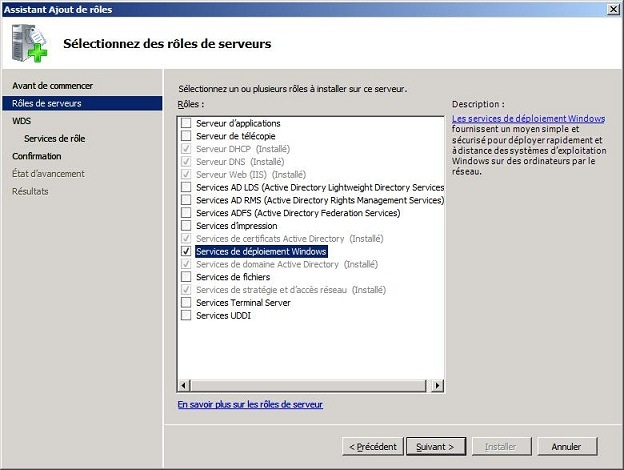 Assistant Ajout de rôles
Sélectionnez des rôles de serveurs
Avant de commencer
Rôles de serveurs
WDS
Services de rôle
Confirmation
État d'avancement
Résultats
Sélectionnez un ou plusieurs rôles à installer sur ce serveur.
Rôles :
Serveur d'applications
Serveur de télécopie
Serveur DHCP (Installé)
Serveur DNS (Installé)
Serveur Web (IIS) (Installé)
Services AD LDS (Active Directory Lightweight Directory Services
Services AD RMS (Active Directory Rights Management Services)
Services ADFS (Active Directory Federation Services)
Services d'impression
Services de certificats Active Directory (Installé)
Services de déploiement Windows
Services de domaine Active Directory (Installé)
Services de fichiers
Services de stratégie et d'accès réseau (Installé)
Services Terminal Server
Services UDDI
En savoir plus sur les rôles de serveur
Description :
Les services de déploiement Windows
fournissent un moyen simple et
sécurisé pour déployer rapidement et
à distance des systèmes d'exploitation
Windows sur des ordinateurs par le
réseau.
< Précédent
Suivant >
Installer
Annuler